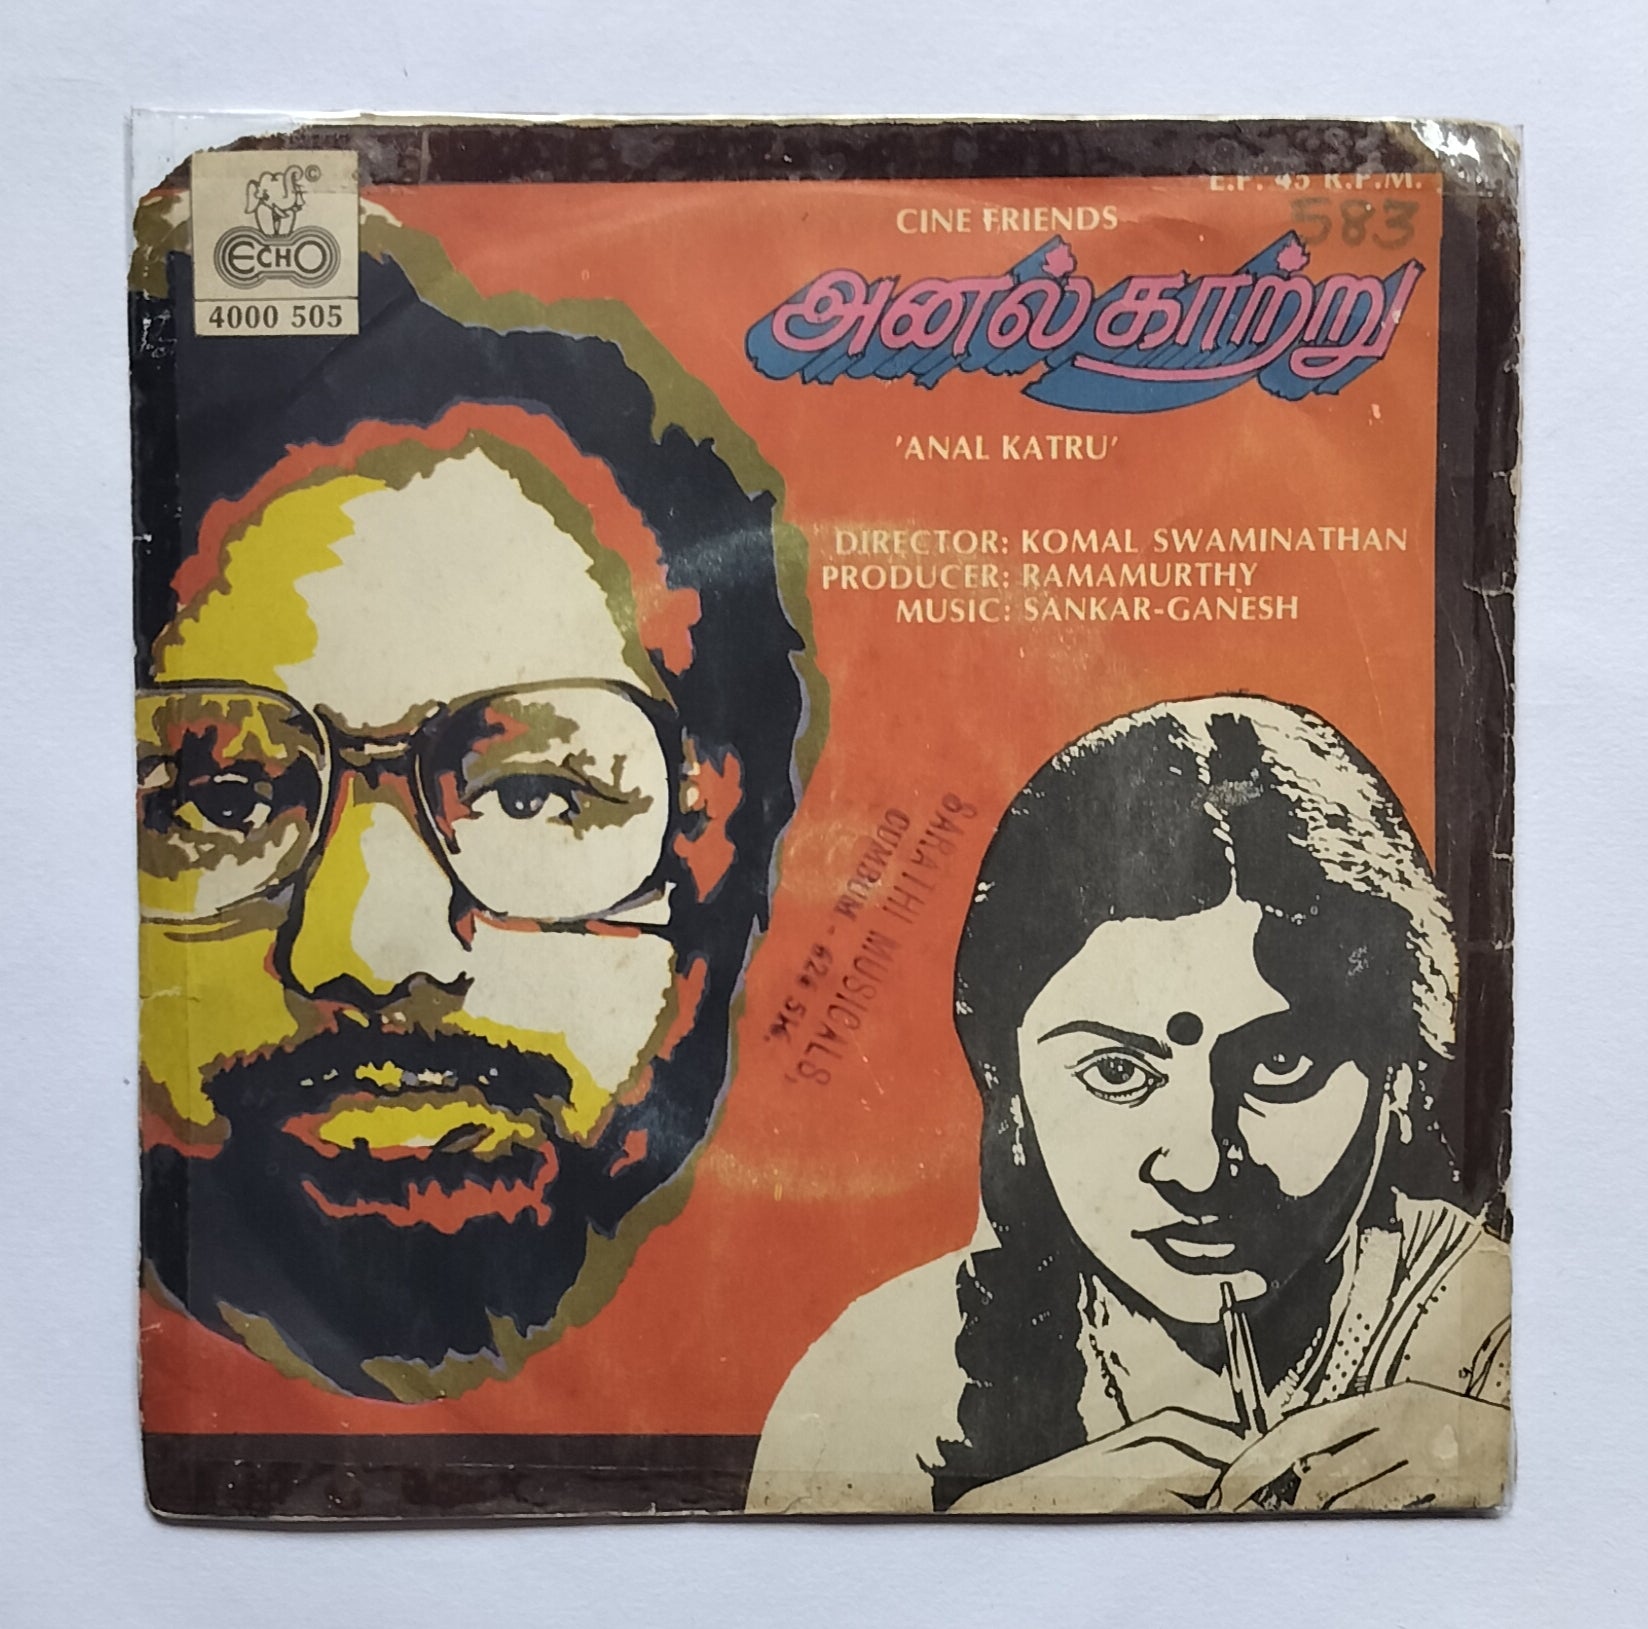 ©
ECHO
4000 505
E.P. 45 R.P.M.
583
CINE FRIENDS
அனல் காற்று
'ANAL KATRU'
DIRECTOR: KOMAL SWAMINATHAN
PRODUCER: RAMAMURTHY
MUSIC: SANKAR-GANESH
SARATHI MUSICALS,
CUMBUM -